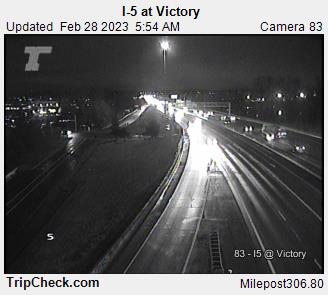 I-5 at Victory
Updated Feb 28 2023 5:54 AM Camera 83
T
S
83 - I5 @ Victory
TripCheck.com Milepost306.80